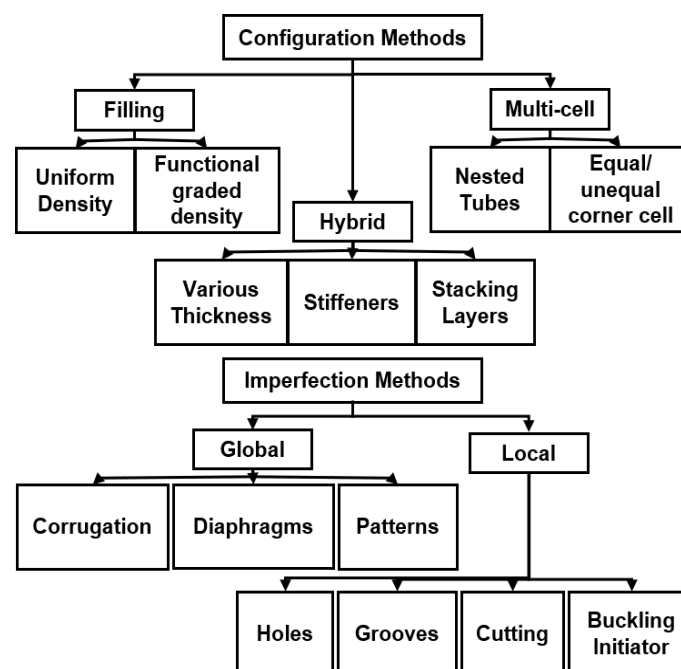 Configuration Methods
Filling
Multi-cell
Uniform
Density
Functional
graded
density
Nested
Tubes
Equal/
unequal
corner cell
Hybrid
Various
Thickness
Stiffeners
Stacking
Layers
Imperfection Methods
Global
Local
Corrugation
Diaphragms
Patterns
Holes
Grooves
Cutting
Buckling
Initiator